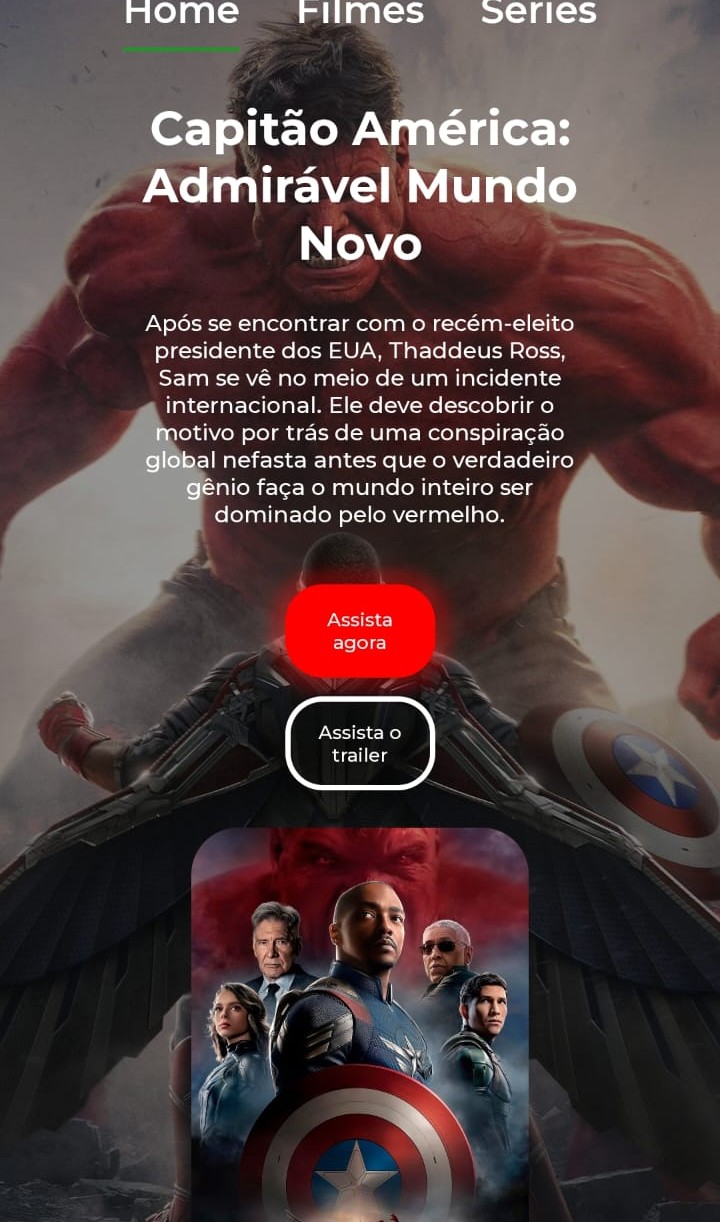 Home Filmes Séries
Capitão América:
Admirável Mundo
Novo
Após se encontrar com o recém-eleito
presidente dos EUA, Thaddeus Ross,
Sam se vê no meio de um incidente
internacional. Ele deve descobrir o
motivo por trás de uma conspiração
global nefasta antes que o verdadeiro
gênio faça o mundo inteiro ser
dominado pelo vermelho.
Assista
agora
Assista o
trailer